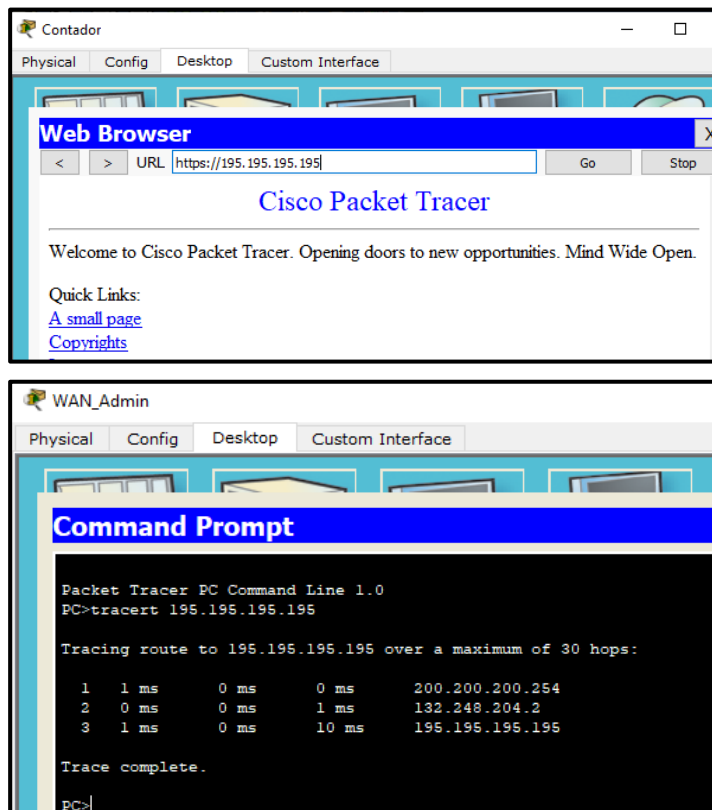 Contador
Physical Config Desktop Custom Interface
Web Browser X
< > URL https://195.195.195.195 Go Stop
Cisco Packet Tracer
Welcome to Cisco Packet Tracer. Opening doors to new opportunities. Mind Wide Open.
Quick Links:
A small page
Copyrights
WAN_Admin
Physical Config Desktop Custom Interface
Command Prompt
Packet Tracer PC Command Line 1.0
PC>tracert 195.195.195.195
Tracing route to 195.195.195.195 over a maximum of 30 hops:
1 1 ms 0 ms 0 ms 200.200.200.254
2 0 ms 0 ms 1 ms 132.248.204.2
3 1 ms 0 ms 10 ms 195.195.195.195
Trace complete.
PC>